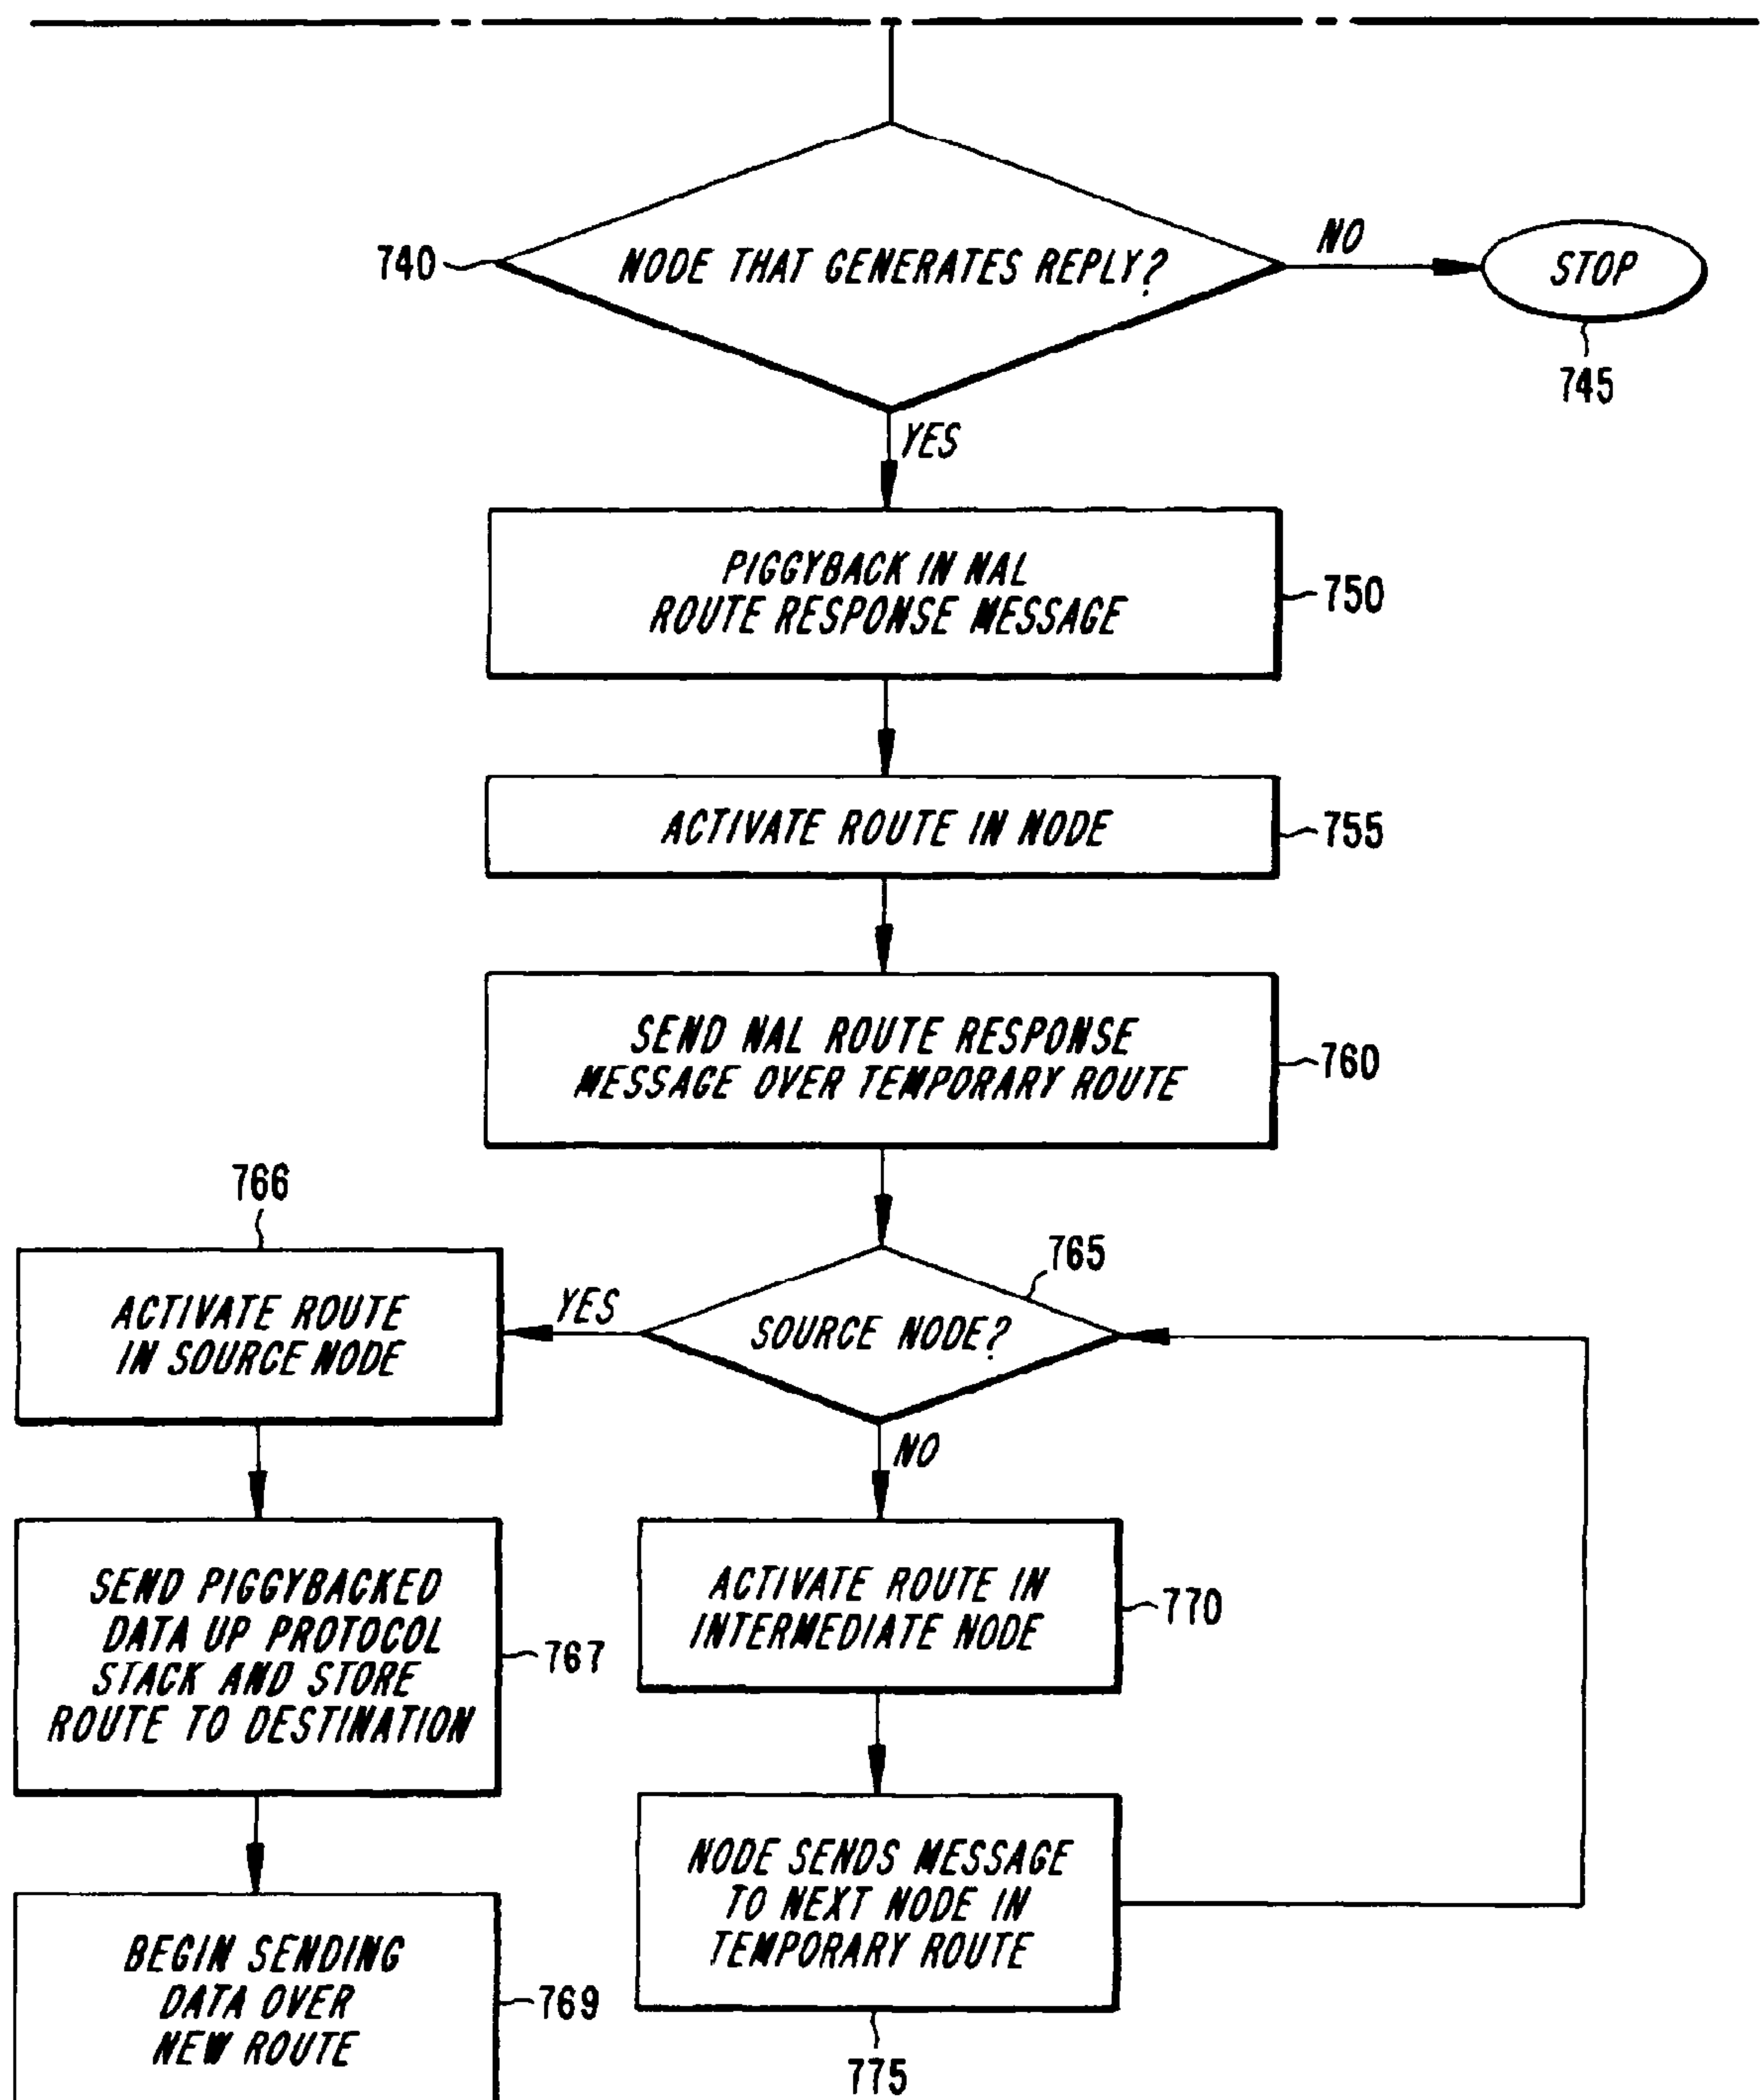 740
NODE THAT GENERATES REPLY?
NO
STOP
745
YES
PIGGYBACK IN NAL
ROUTE RESPONSE MESSAGE
750
ACTIVATE ROUTE IN NODE
755
SEND NAL ROUTE RESPONSE
MESSAGE OVER TEMPORARY ROUTE
760
766
765
ACTIVATE ROUTE
IN SOURCE NODE
YES
SOURCE NODE?
NO
SEND PIGGYBACKED
DATA UP PROTOCOL
STACK AND STORE
ROUTE TO DESTINATION
767
ACTIVATE ROUTE IN
INTERMEDIATE NODE
770
NODE SENDS MESSAGE
TO NEXT NODE IN
TEMPORARY ROUTE
775
BEGIN SENDING
DATA OVER
NEW ROUTE
769